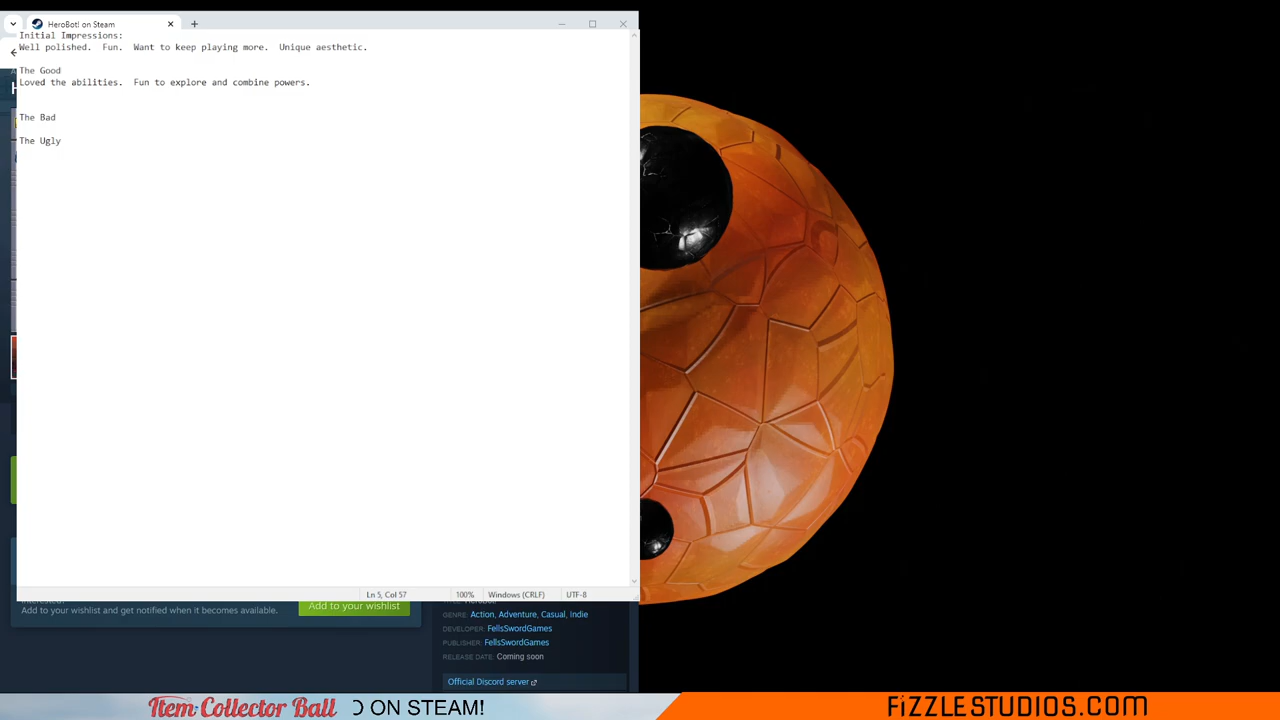 HeroBot! on Steam
Initial Impressions:
Well polished.  Fun.  Want to keep playing more.  Unique aesthetic.
The Good
Loved the abilities.  Fun to explore and combine powers.
The Bad
The Ugly
Ln 5, Col 57
100%
Windows (CRLF)
UTF-8
Add to your wishlist and get notified when it becomes available.
Add to your wishlist
GENRE: Action, Adventure, Casual, Indie
DEVELOPER: FellsSwordGames
PUBLISHER: FellsSwordGames
RELEASE DATE: Coming soon
Official Discord server
Item Collector Ball
ON STEAM!
FIZZLESTUDIOS.COM